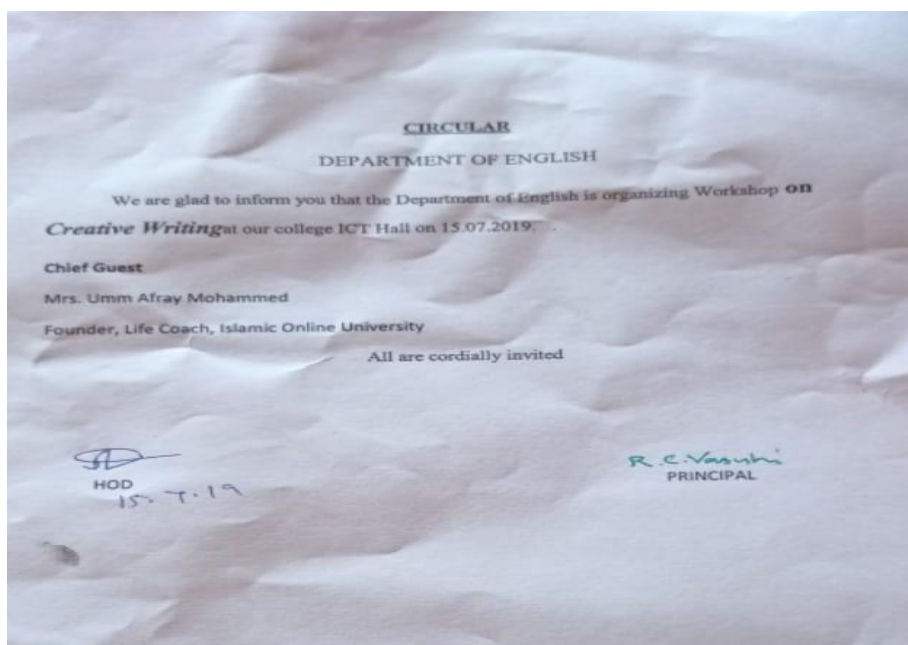 CIRCULAR
DEPARTMENT OF ENGLISH
We are glad to inform you that the Department of English is organizing Workshop on
Creative Writingat our college ICT Hall on 15.07.2019. .
Chief Guest
Mrs. Umm Afray Mohammed
Founder, Life Coach, Islamic Online University
All are cordially invited
R.C.Vasuhi
HOD PRINCIPAL
15.7.19